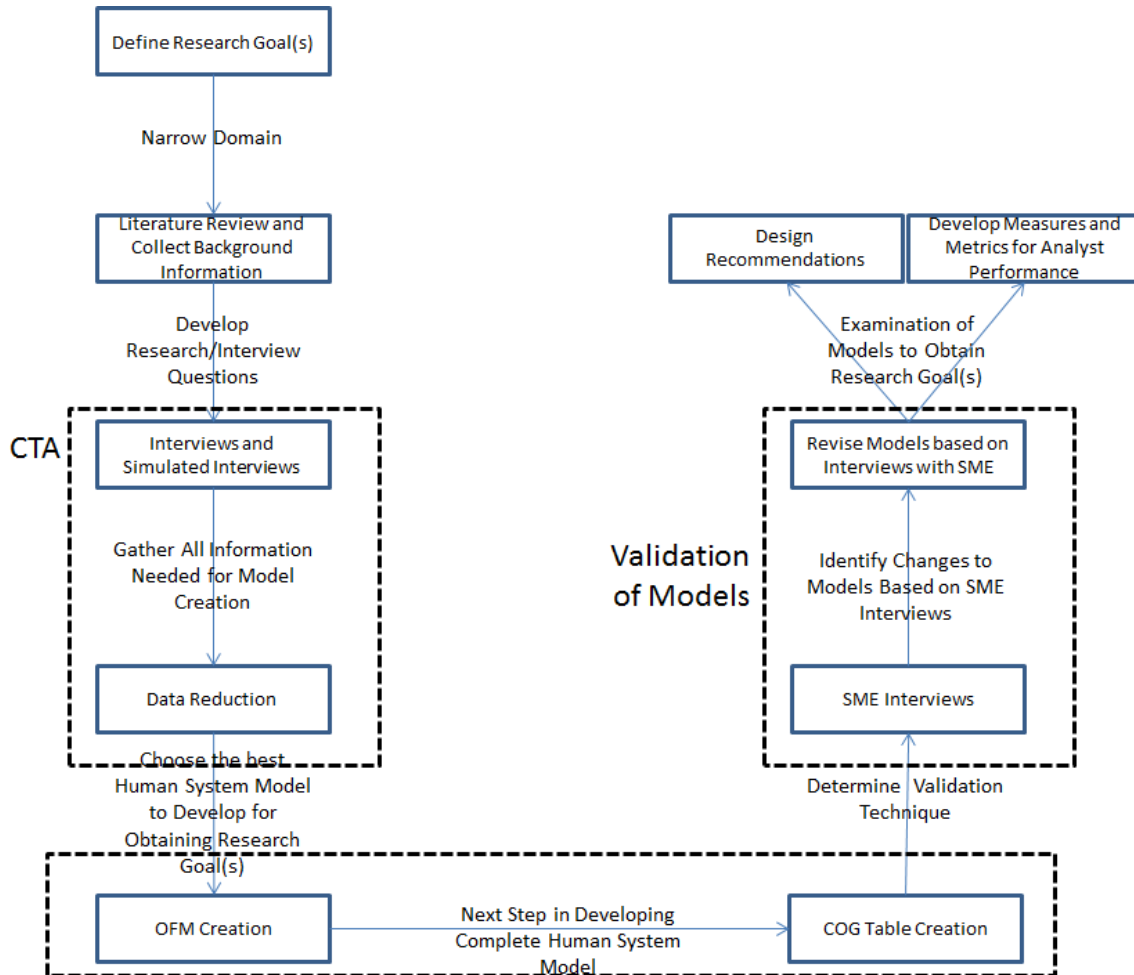 Define Research Goal(s)
Narrow Domain
Literature Review and
Collect Background
Information
Develop
Research/Interview
Questions
CTA
Interviews and
Simulated Interviews
Gather All Information
Needed for Model
Creation
Data Reduction
Choose the best
Human System Model
to Develop for
Obtaining Research
Goal(s)
OFM Creation
Next Step in Developing
Complete Human System
Model
COG Table Creation
Determine Validation
Technique
SME Interviews
Identify Changes to
Models Based on SME
Interviews
Validation
of Models
Revise Models based on
Interviews with SME
Examination of
Models to Obtain
Research Goal(s)
Design
Recommendations
Develop Measures and
Metrics for Analyst
Performance